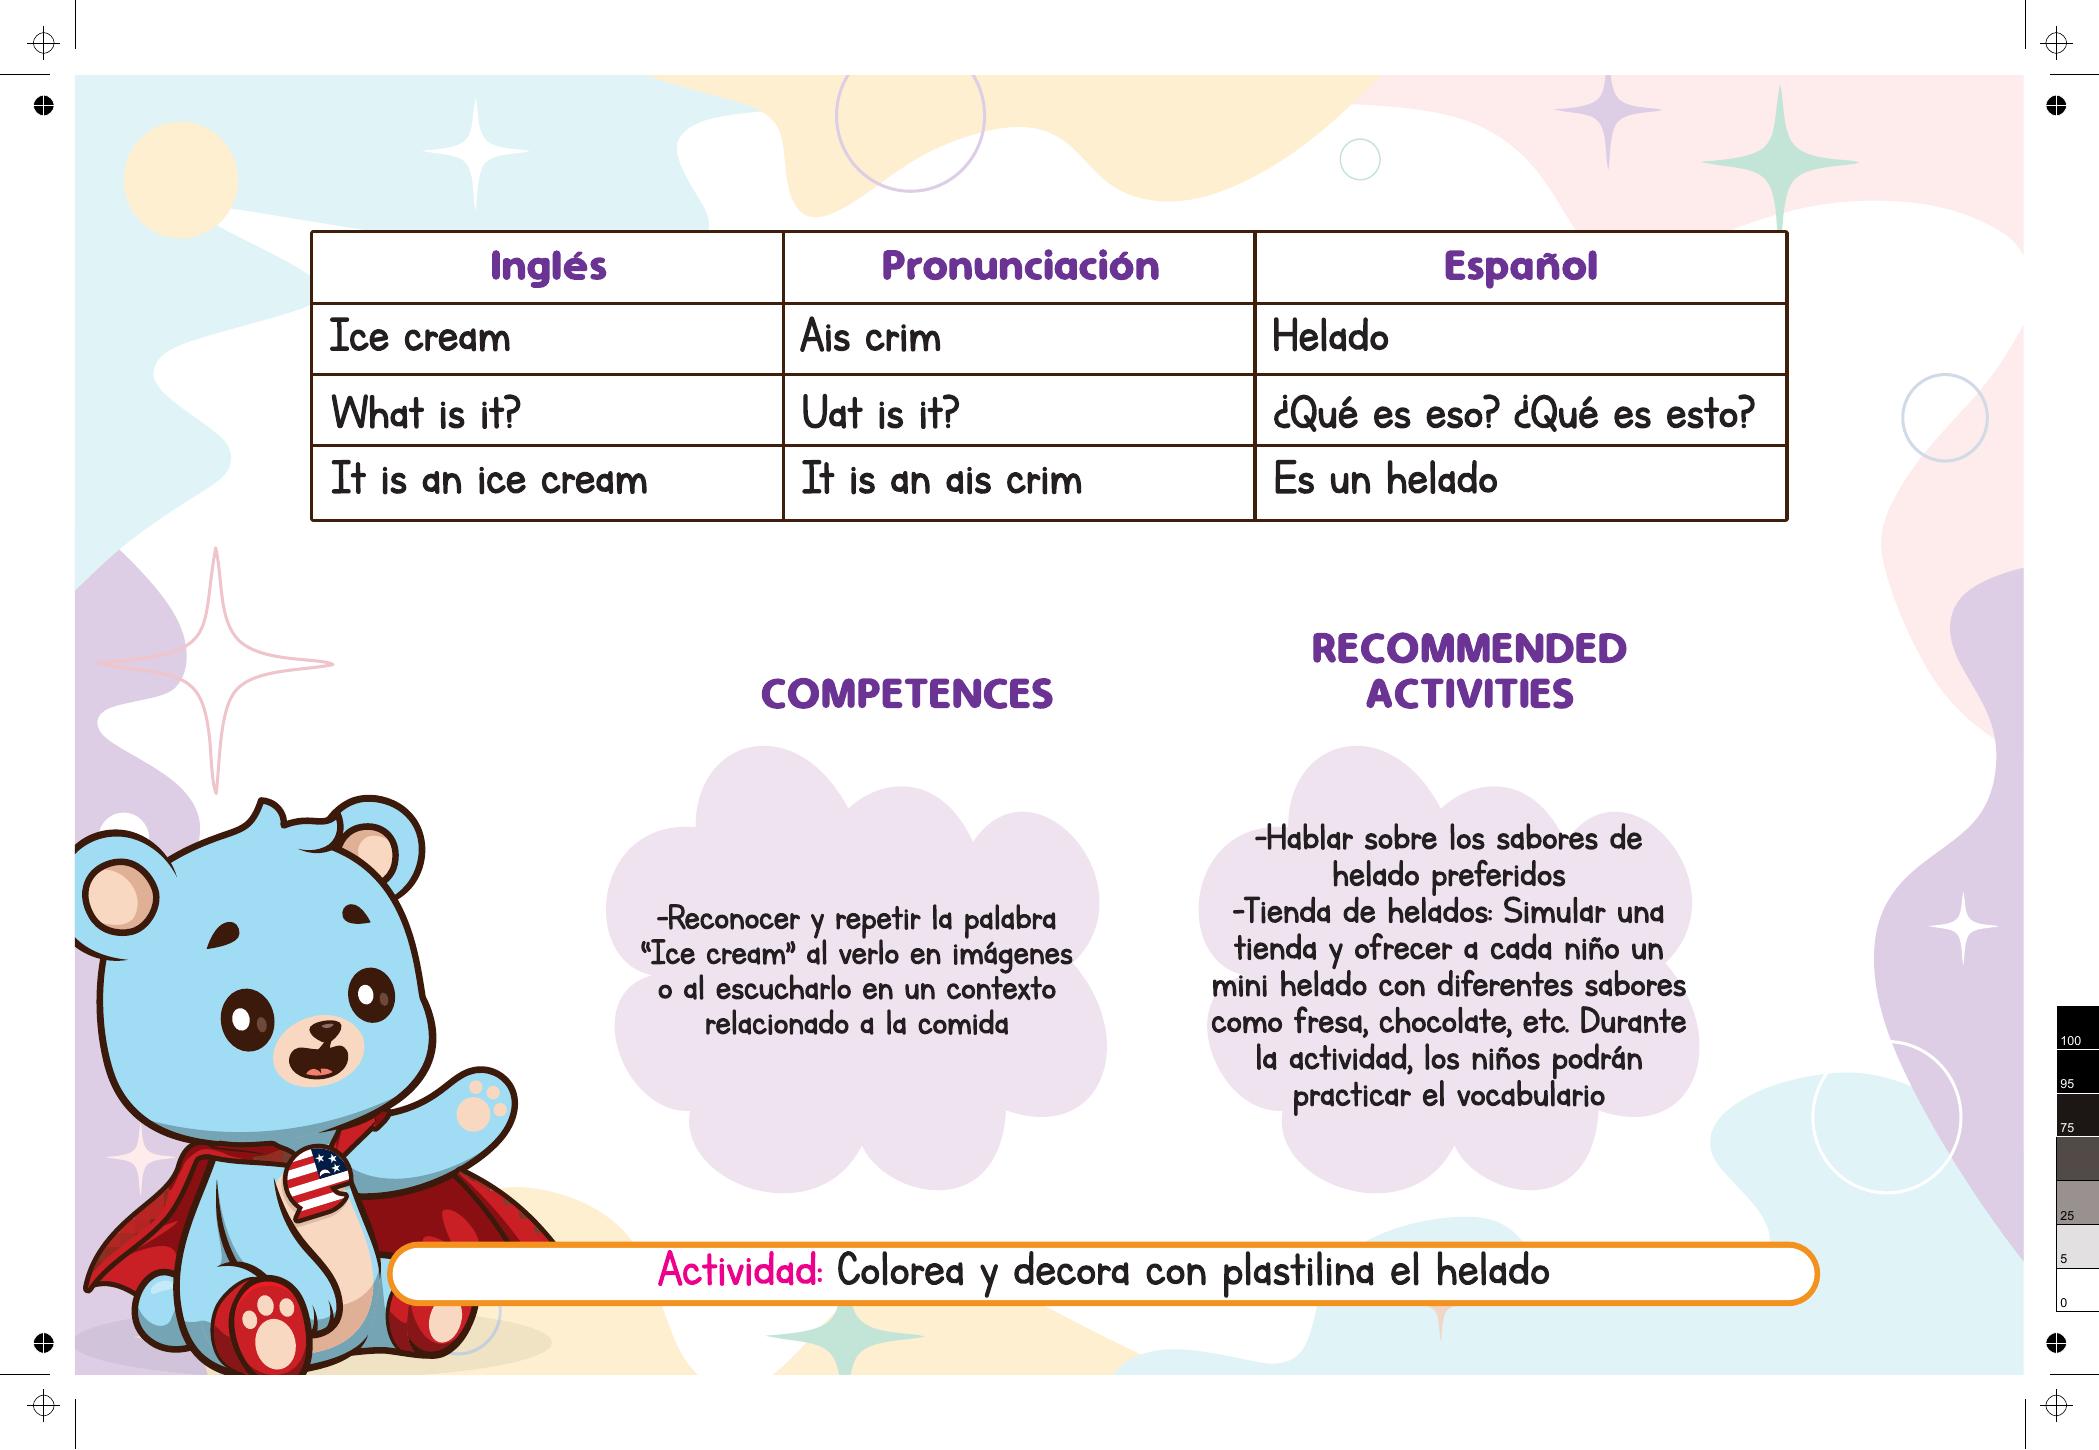 Inglés Pronunciación Español
Ice cream Ais crim Helado
What is it? Uat is it? ¿Qué es eso? ¿Qué es esto?
It is an ice cream It is an ais crim Es un helado
COMPETENCES
-Reconocer y repetir la palabra
“Ice cream” al verlo en imágenes
o al escucharlo en un contexto
relacionado a la comida
RECOMMENDED
ACTIVITIES
-Hablar sobre los sabores de
helado preferidos
-Tienda de helados: Simular una
tienda y ofrecer a cada niño un
mini helado con diferentes sabores
como fresa, chocolate, etc. Durante
la actividad, los niños podrán
practicar el vocabulario
Actividad: Colorea y decora con plastilina el helado
100
95
75
25
5
0